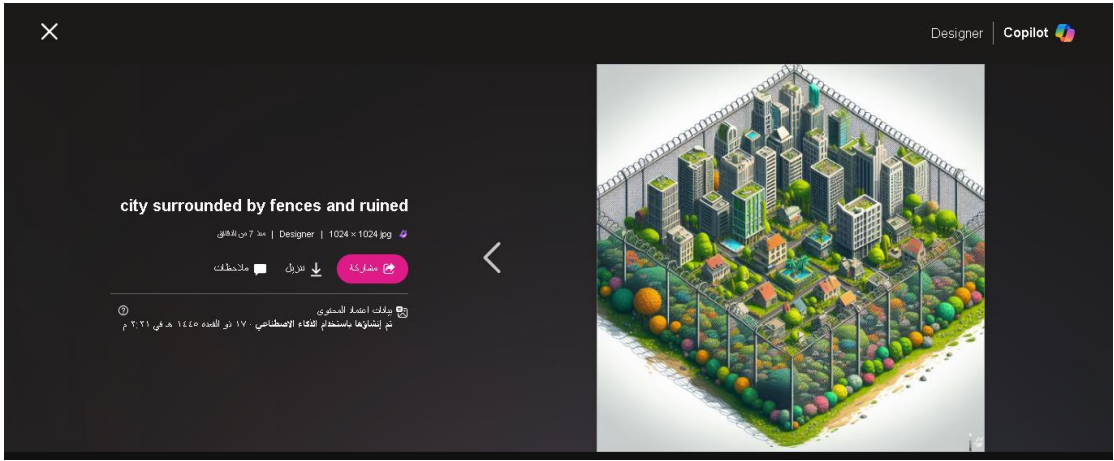 Designer | Copilot
city surrounded by fences and ruined
1024 × 1024 jpg | Designer | منذ 7 من الدقائق
مشاركة
تنزيل
ملاحظات
بيانات اعتماد المحتوى
تم إنشاؤها باستخدام الذكاء الاصطناعي · ١٧ ذو القعده ١٤٤٥ هـ في ٢:٢١ م